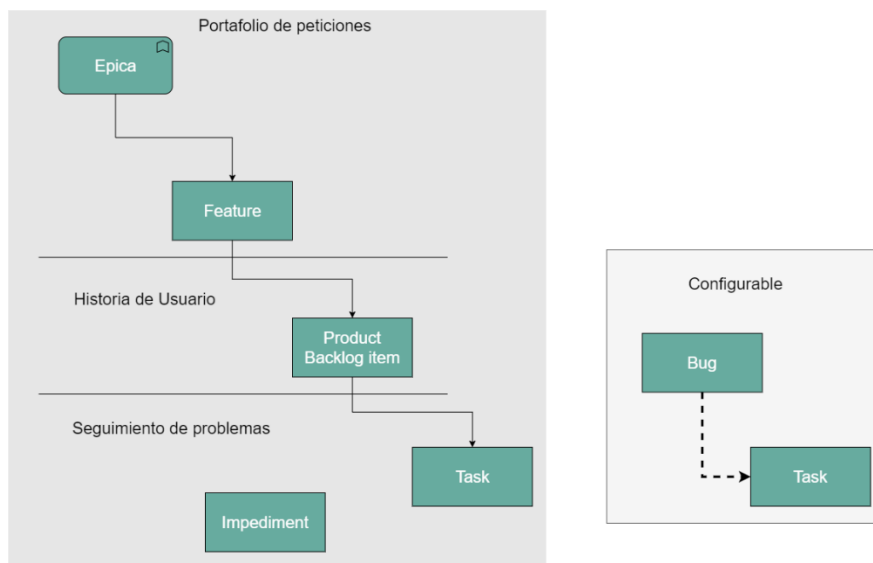 Portafolio de peticiones
Epica
Feature
Historia de Usuario
Product
Backlog item
Seguimiento de problemas
Task
Impediment
Configurable
Bug
Task